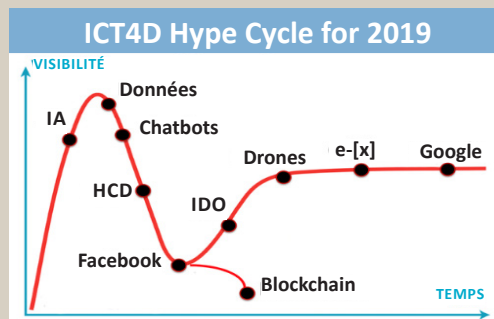 ICT4D Hype Cycle for 2019
VISIBILITÉ
Données
IA
Chatbots
Drones
e-[x]
Google
HCD
IDO
Facebook
Blockchain
TEMPS